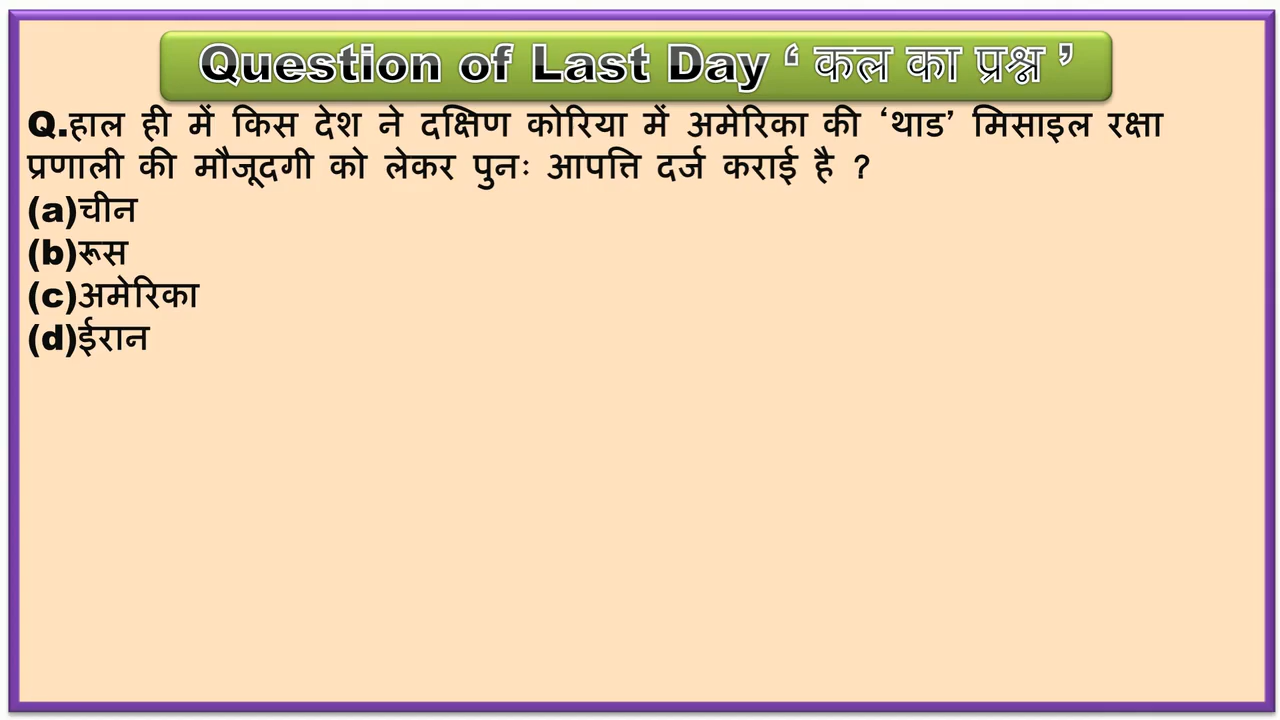 Question of Last Day ‘ कल का प्रश्न ’
Q.हाल ही में किस देश ने दक्षिण कोरिया में अमेरिका की ‘थाड’ मिसाइल रक्षा
प्रणाली की मौजूदगी को लेकर पुनः आपत्ति दर्ज कराई है ?
(a)चीन
(b)रूस
(c)अमेरिका
(d)ईरान